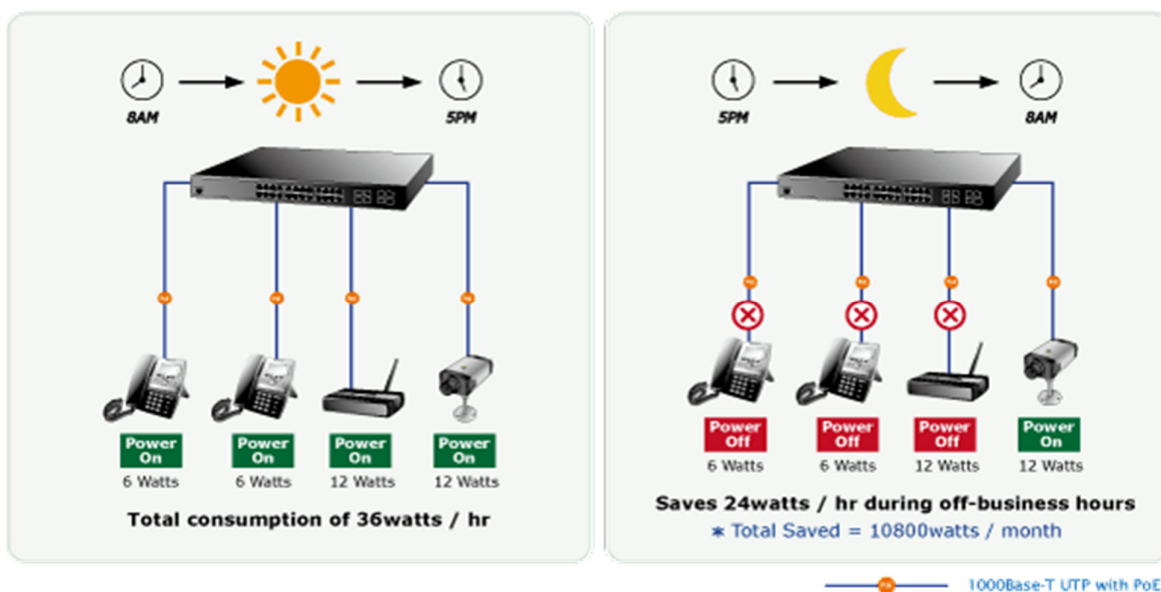 8AM
5PM
Power
On
6 Watts
Power
On
6 Watts
Power
On
12 Watts
Power
On
12 Watts
Total consumption of 36watts / hr
5PM
8AM
Power
Off
6 Watts
Power
Off
6 Watts
Power
Off
12 Watts
Power
On
12 Watts
Saves 24watts / hr during off-business hours
* Total Saved = 10800watts / month
1000Base-T UTP with PoE